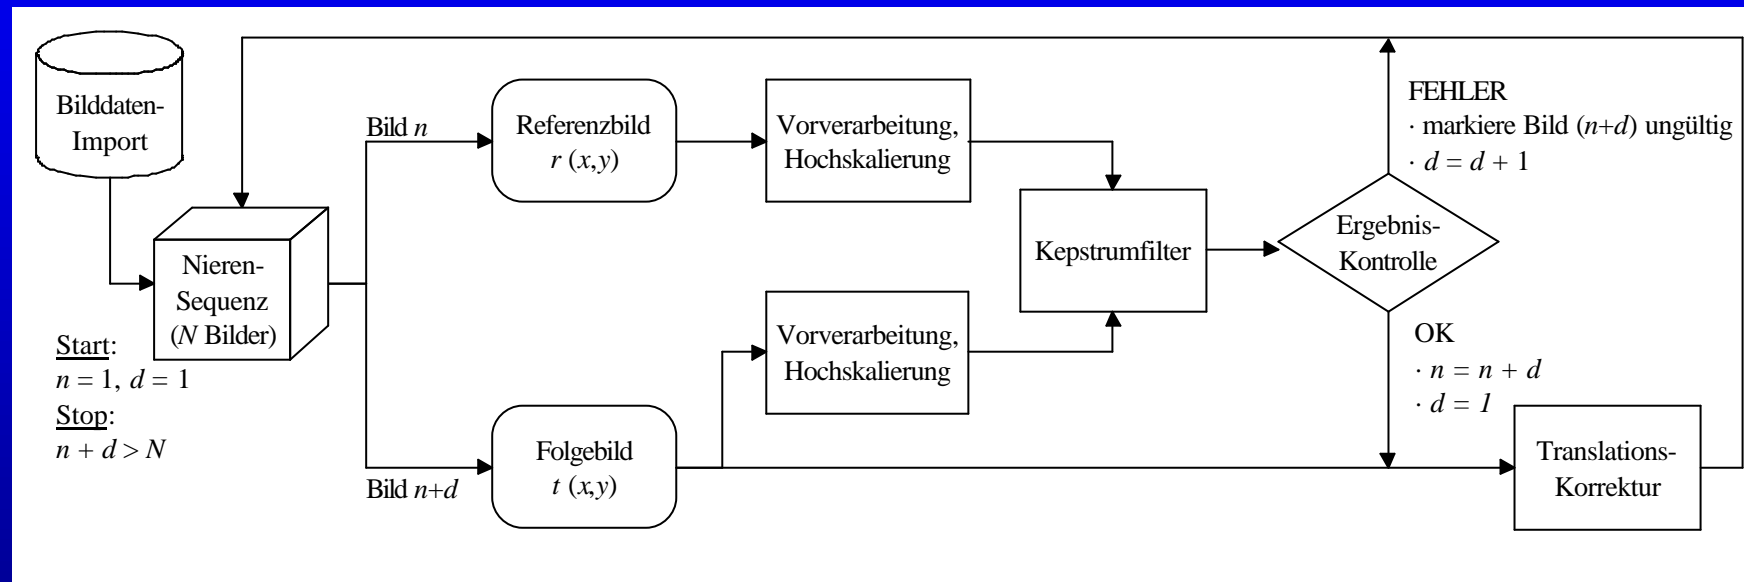 Bilddaten-
Import
Nieren-
Sequenz
(N Bilder)
Start:
n = 1, d = 1
Stop:
n + d > N
Bild n
Referenzbild
r (x,y)
Vorverarbeitung,
Hochskalierung
Bild n+d
Folgebild
t (x,y)
Vorverarbeitung,
Hochskalierung
Kepstrumfilter
Ergebnis-
Kontrolle
FEHLER
· markiere Bild (n+d) ungültig
· d = d + 1
OK
· n = n + d
· d = 1
Translations-
Korrektur